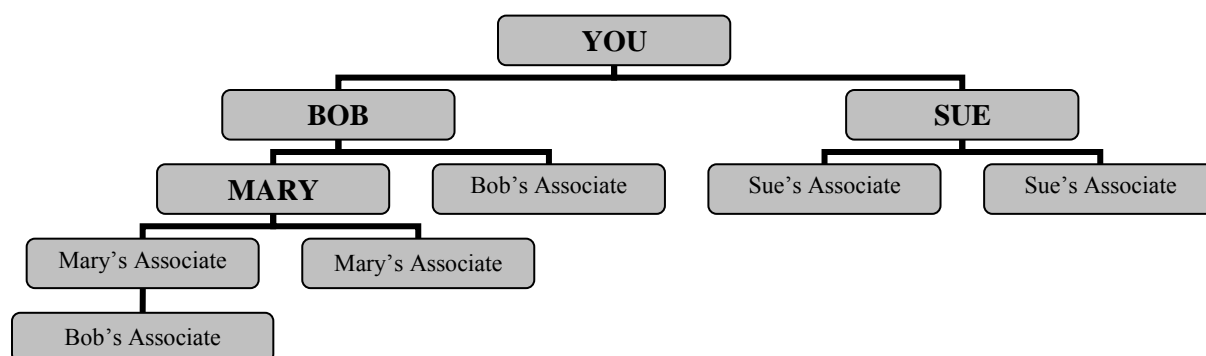 YOU
BOB
SUE
MARY
Bob’s Associate
Sue’s Associate
Sue’s Associate
Mary’s Associate
Mary’s Associate
Bob’s Associate